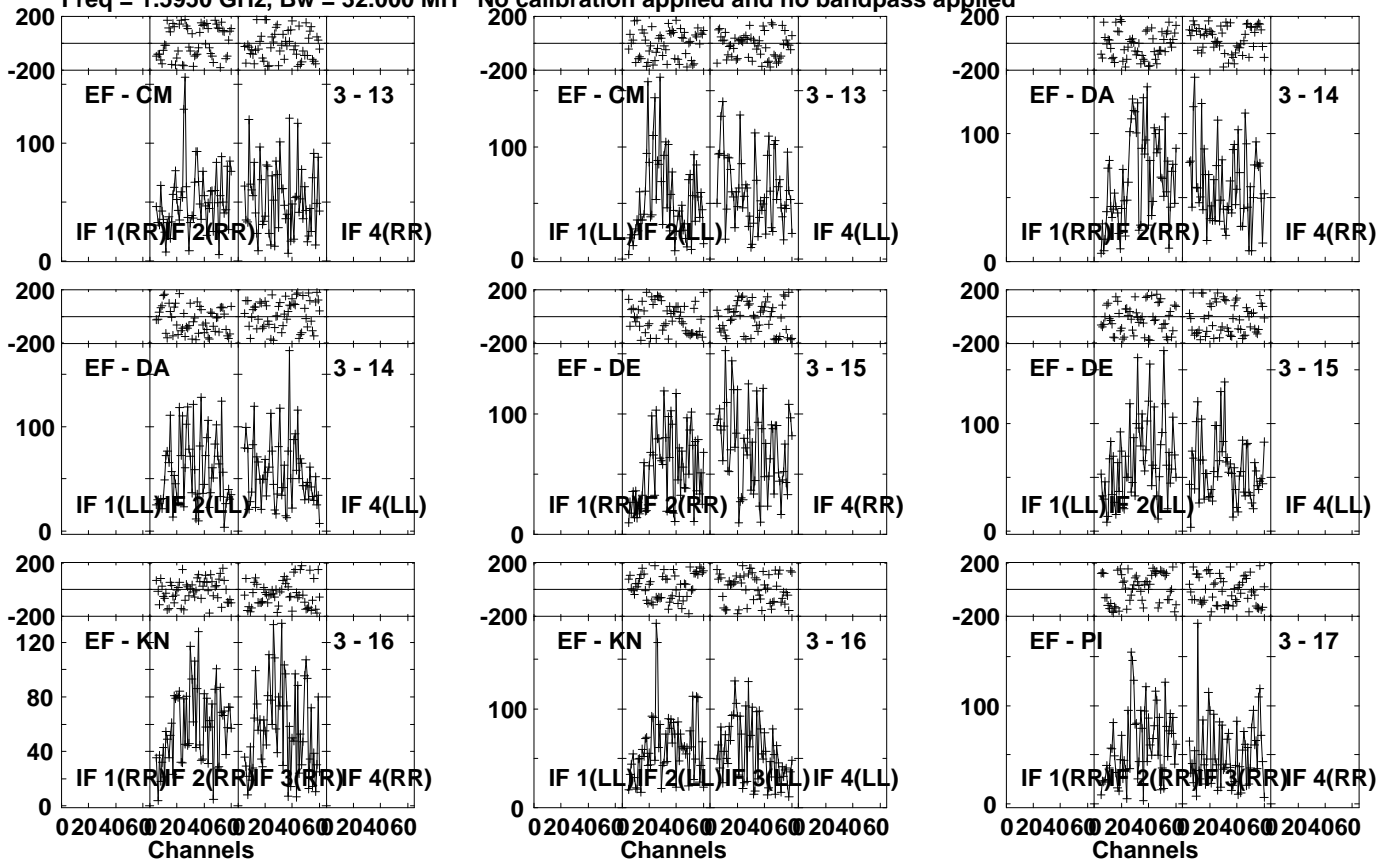 Freq = 1.5950 GHz, Bw = 32.000 MH No calibration applied and no bandpass applied
200
-200
EF - CM
3 - 13
100
0
IF 1(RR)
IF 2(RR)
IF 4(RR)
200
-200
EF - CM
3 - 13
100
0
IF 1(LL)
IF 2(LL)
IF 4(LL)
200
-200
EF - DA
3 - 14
100
0
IF 1(RR)
IF 2(RR)
IF 4(RR)
200
-200
EF - DA
3 - 14
100
0
IF 1(LL)
IF 2(LL)
IF 4(LL)
200
-200
EF - DE
3 - 15
100
0
IF 1(RR)
IF 2(RR)
IF 4(RR)
200
-200
EF - DE
3 - 15
100
0
IF 1(LL)
IF 2(LL)
IF 4(LL)
200
-200
EF - KN
3 - 16
120
80
40
0
IF 1(RR)
IF 2(RR)
IF 3(RR)
IF 4(RR)
0 20 40 60 0 20 40 60 0 20 40 60 0 20 40 60
Channels
200
-200
EF - KN
3 - 16
100
0
IF 1(LL)
IF 2(LL)
IF 3(LL)
IF 4(LL)
0 20 40 60 0 20 40 60 0 20 40 60 0 20 40 60
Channels
200
-200
EF - PI
3 - 17
100
0
IF 1(RR)
IF 2(RR)
IF 3(RR)
IF 4(RR)
0 20 40 60 0 20 40 60 0 20 40 60 0 20 40 60
Channels